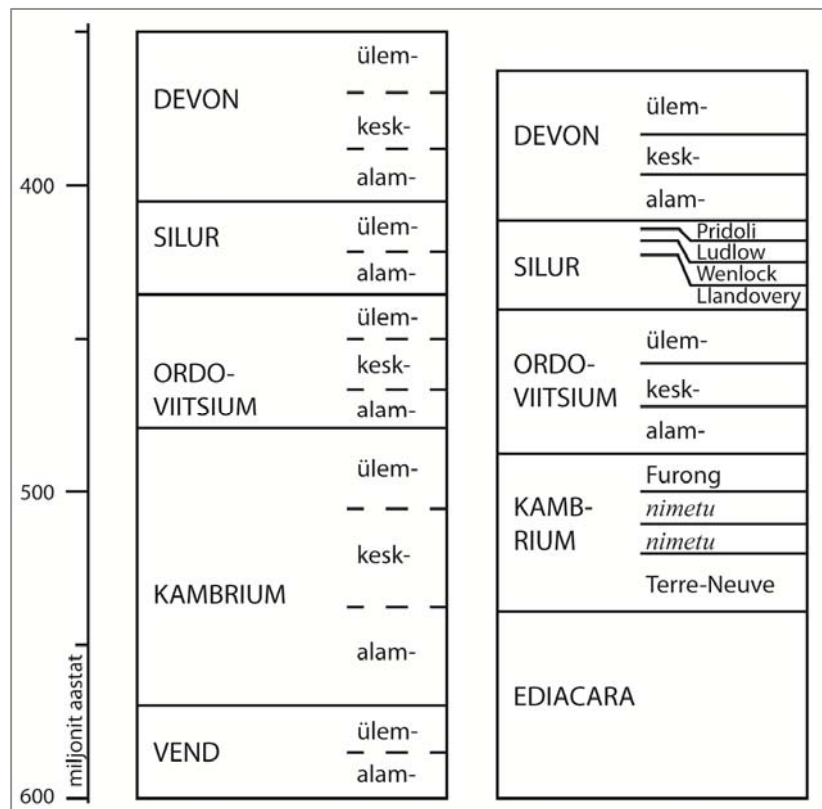 400
500
600
miljonit aastat
DEVON
ülem-
kesk-
alam-
SILUR
ülem-
alam-
ORDO-
VIITSIUM
ülem-
kesk-
alam-
KAMBRIUM
ülem-
kesk-
alam-
VEND
ülem-
alam-
DEVON
ülem-
kesk-
alam-
SILUR
Pridoli
Ludlow
Wenlock
Llandovery
ORDO-
VIITSIUM
ülem-
kesk-
alam-
KAMB-
RIUM
Furong
nimetu
nimetu
Terre-Neuve
EDIACARA